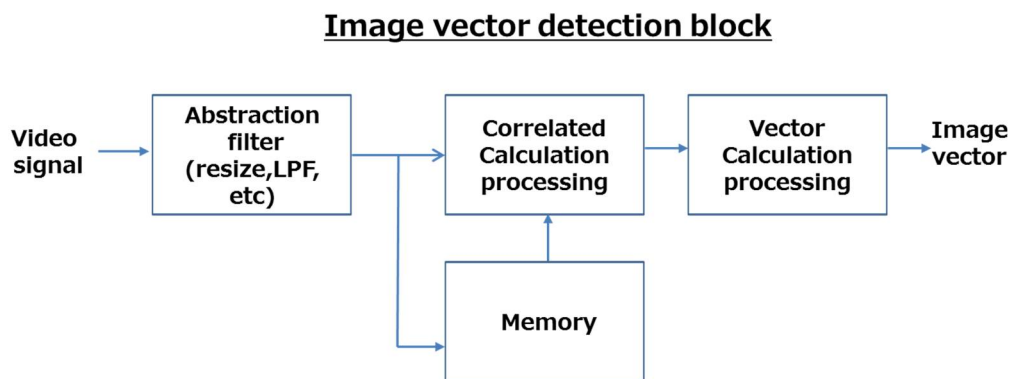 Image vector detection block
Video
signal
Abstraction
filter
(resize,LPF,
etc)
Correlated
Calculation
processing
Vector
Calculation
processing
Image
vector
Memory